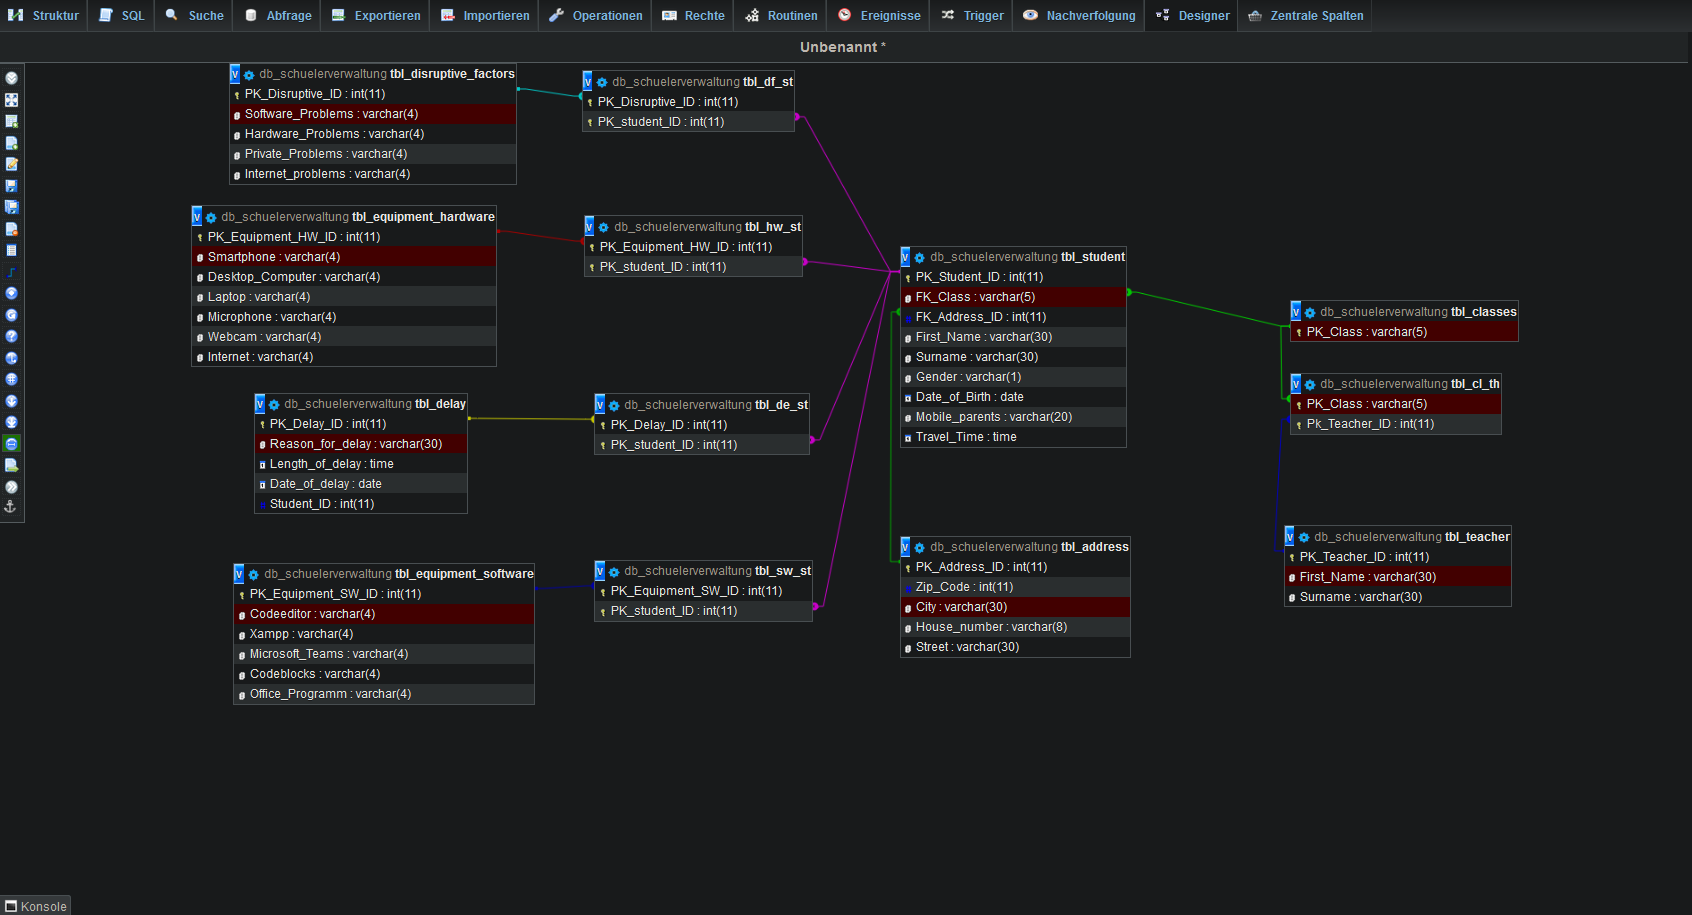 Struktur SQL Suche Abfrage Exportieren Importieren Operationen Rechte Routinen Ereignisse Trigger Nachverfolgung Designer Zentrale Spalten
Unbenannt *
db_schuelerverwaltung tbl_disruptive_factors
PK_Disruptive_ID : int(11)
Software_Problems : varchar(4)
Hardware_Problems : varchar(4)
Private_Problems : varchar(4)
Internet_problems : varchar(4)
db_schuelerverwaltung tbl_df_st
PK_Disruptive_ID : int(11)
PK_student_ID : int(11)
db_schuelerverwaltung tbl_equipment_hardware
PK_Equipment_HW_ID : int(11)
Smartphone : varchar(4)
Desktop_Computer : varchar(4)
Laptop : varchar(4)
Microphone : varchar(4)
Webcam : varchar(4)
Internet : varchar(4)
db_schuelerverwaltung tbl_hw_st
PK_Equipment_HW_ID : int(11)
PK_student_ID : int(11)
db_schuelerverwaltung tbl_student
PK_Student_ID : int(11)
FK_Class : varchar(5)
FK_Address_ID : int(11)
First_Name : varchar(30)
Surname : varchar(30)
Gender : varchar(1)
Date_of_Birth : date
Mobile_parents : varchar(20)
Travel_Time : time
db_schuelerverwaltung tbl_classes
PK_Class : varchar(5)
db_schuelerverwaltung tbl_cl_th
PK_Class : varchar(5)
Pk_Teacher_ID : int(11)
db_schuelerverwaltung tbl_delay
PK_Delay_ID : int(11)
Reason_for_delay : varchar(30)
Length_of_delay : time
Date_of_delay : date
Student_ID : int(11)
db_schuelerverwaltung tbl_de_st
PK_Delay_ID : int(11)
PK_student_ID : int(11)
db_schuelerverwaltung tbl_equipment_software
PK_Equipment_SW_ID : int(11)
Codeeditor : varchar(4)
Xampp : varchar(4)
Microsoft_Teams : varchar(4)
Codeblocks : varchar(4)
Office_Programm : varchar(4)
db_schuelerverwaltung tbl_sw_st
PK_Equipment_SW_ID : int(11)
PK_student_ID : int(11)
db_schuelerverwaltung tbl_address
PK_Address_ID : int(11)
Zip_Code : int(11)
City : varchar(30)
House_number : varchar(8)
Street : varchar(30)
db_schuelerverwaltung tbl_teacher
PK_Teacher_ID : int(11)
First_Name : varchar(30)
Surname : varchar(30)
Konsole